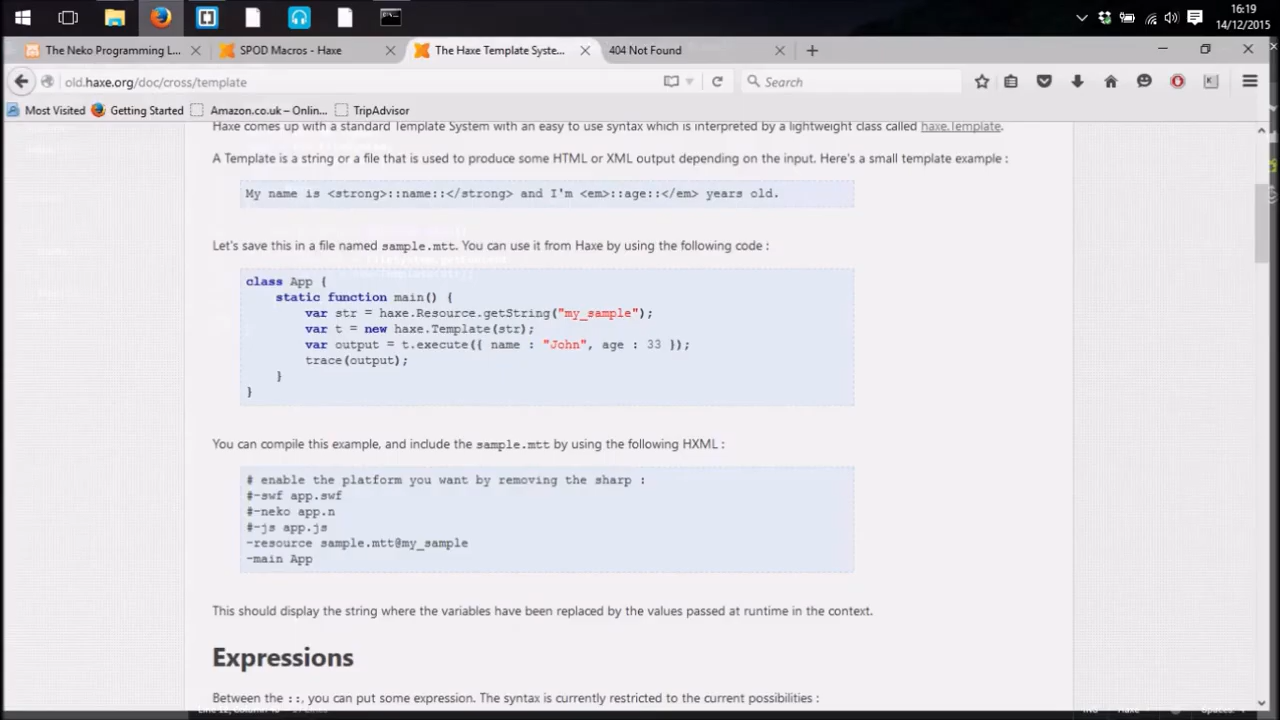 16:19
14/12/2015
The Neko Programming L...
SPOD Macros - Haxe
The Haxe Template Syste...
404 Not Found
old.haxe.org/doc/cross/template
Search
Most Visited
Getting Started
Amazon.co.uk – Onlin...
TripAdvisor
Haxe comes up with a standard Template System with an easy to use syntax which is interpreted by a lightweight class called haxe.Template.
A Template is a string or a file that is used to produce some HTML or XML output depending on the input. Here's a small template example :
My name is <strong>::name::</strong> and I'm <em>::age::</em> years old.
Let's save this in a file named sample.mtt. You can use it from Haxe by using the following code :
class App {
static function main() {
var str = haxe.Resource.getString("my_sample");
var t = new haxe.Template(str);
var output = t.execute({ name : "John", age : 33 });
trace(output);
}
}
You can compile this example, and include the sample.mtt by using the following HXML :
# enable the platform you want by removing the sharp :
#-swf app.swf
#-neko app.n
#-js app.js
-resource sample.mtt@my_sample
-main App
This should display the string where the variables have been replaced by the values passed at runtime in the context.
Expressions
Between the ::, you can put some expression. The syntax is currently restricted to the current possibilities :